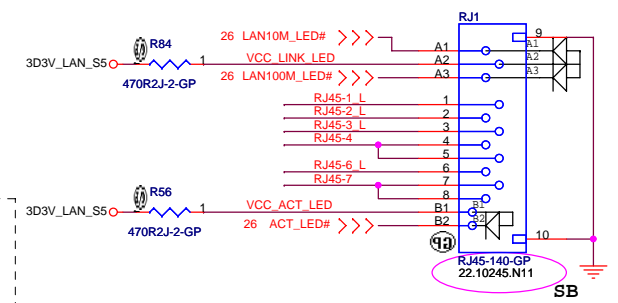 RJ1
26 LAN10M_LED#
9
R84
A1
A1
3D3V_LAN_S5
1
VCC_LINK_LED
A2
A2
470R2J-2-GP
26 LAN100M_LED#
A3
A3
RJ45-1_L
1
RJ45-2_L
2
RJ45-3_L
3
RJ45-4
4
5
RJ45-6_L
6
RJ45-7
7
8
R56
3D3V_LAN_S5
1
VCC_ACT_LED
B1
B1
470R2J-2-GP
26 ACT_LED#
B2
B2
10
RJ45-140-GP
22.10245.N11
SB